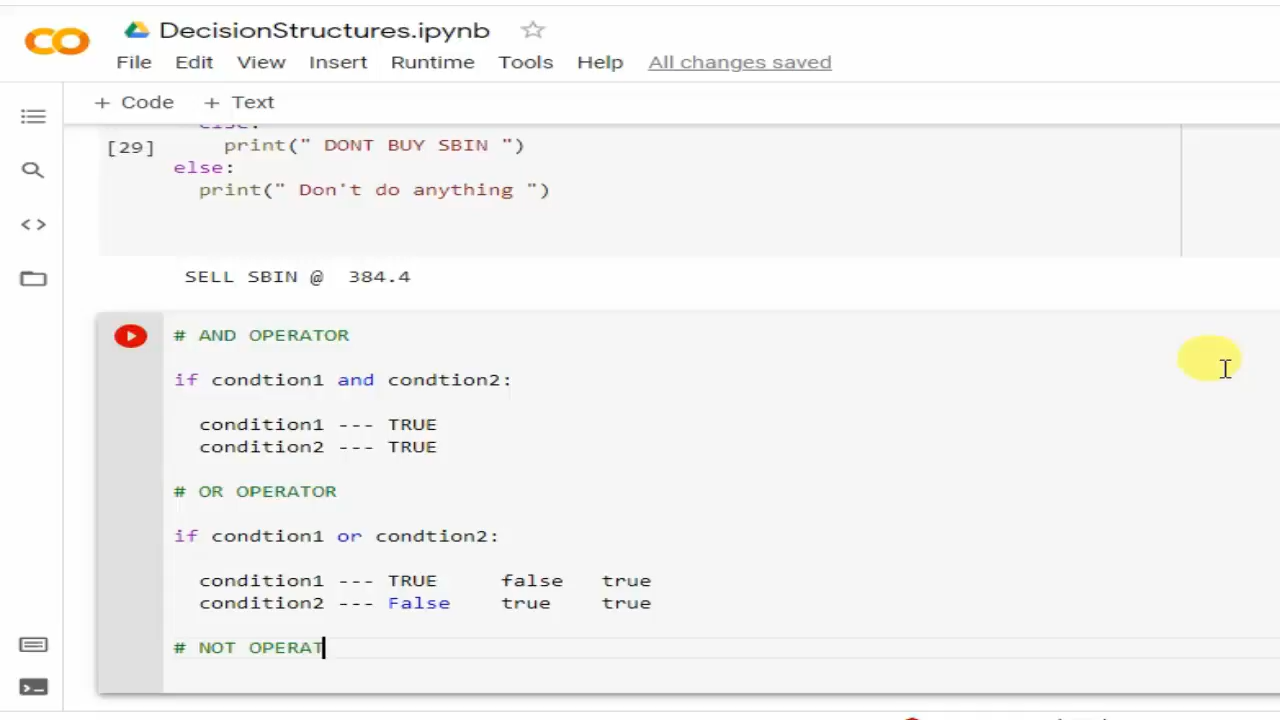 DecisionStructures.ipynb
File Edit View Insert Runtime Tools Help All changes saved
+ Code + Text
else:
[29] print(" DONT BUY SBIN ")
else:
print(" Don't do anything ")
SELL SBIN @ 384.4
# AND OPERATOR
if condtion1 and condtion2:
condition1 --- TRUE
condition2 --- TRUE
# OR OPERATOR
if condtion1 or condtion2:
condition1 --- TRUE false true
condition2 --- False true true
# NOT OPERAT